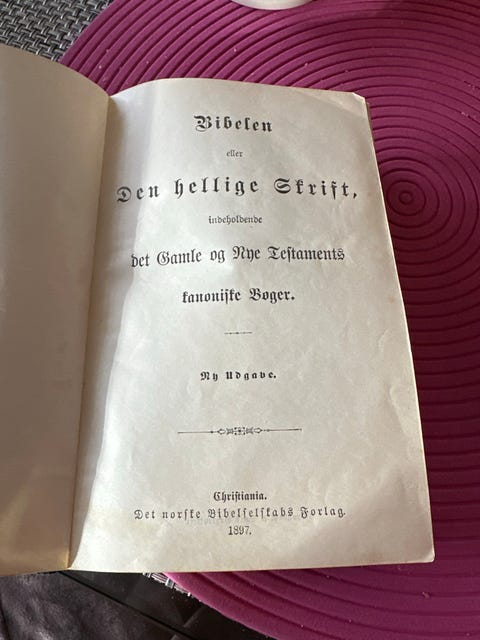 Bibelen
eller
Den hellige Skrift,
indeholdende
det Gamle og Nye Testaments
kanoniske Bøger.
Ny Udgave.
Christiania.
Det norske Bibelselskabs Forlag.
1897.